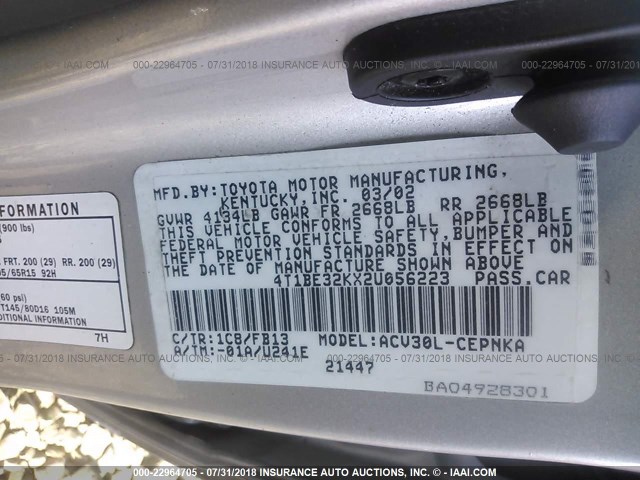 000-22964705 - 07/31/2018 INSURANCE AUTO AUCTIONS, INC. - © - IAAI.COM
FORMATION
(900 lbs)
FRT. 200 (29) RR. 200 (29)
5/65R15 92H
60 psi)
T145/80D16 105M
7H
MFD.BY:TOYOTA MOTOR MANUFACTURING,
KENTUCKY,INC. 03/02
GVWR 4134LB GAWR FR 2668LB RR 2668LB
THIS VEHICLE CONFORMS TO ALL APPLICABLE
FEDERAL MOTOR VEHICLE SAFETY,BUMPER AND
THEFT PREVENTION STANDARDS IN EFFECT ON
THE DATE OF MANUFACTURE SHOWN ABOVE
4T1BE32KX2U056223 PASS.CAR
C/TR:1C8/FB13 MODEL:ACV30L-CEPNKA
A/TM:-01A/U241E
21447
BA04928301
000-22964705 - 07/31/2018 INSURANCE AUTO AUCTIONS, INC. - © - IAAI.COM